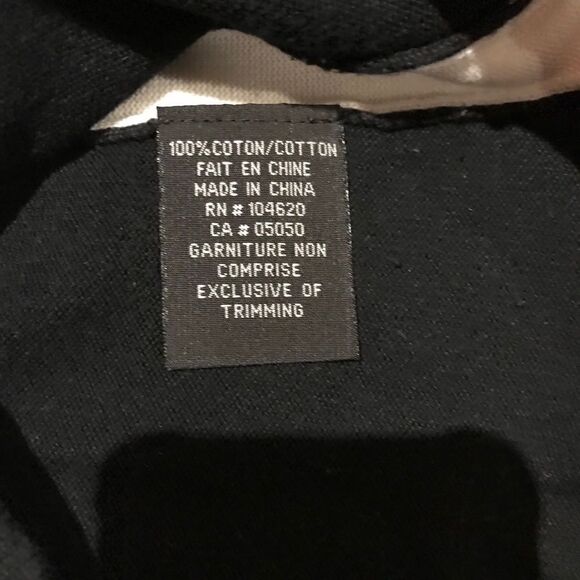 100%COTON/COTTON
FAIT EN CHINE
MADE IN CHINA
RN # 104620
CA # 05050
GARNITURE NON
COMPRISE
EXCLUSIVE OF
TRIMMING